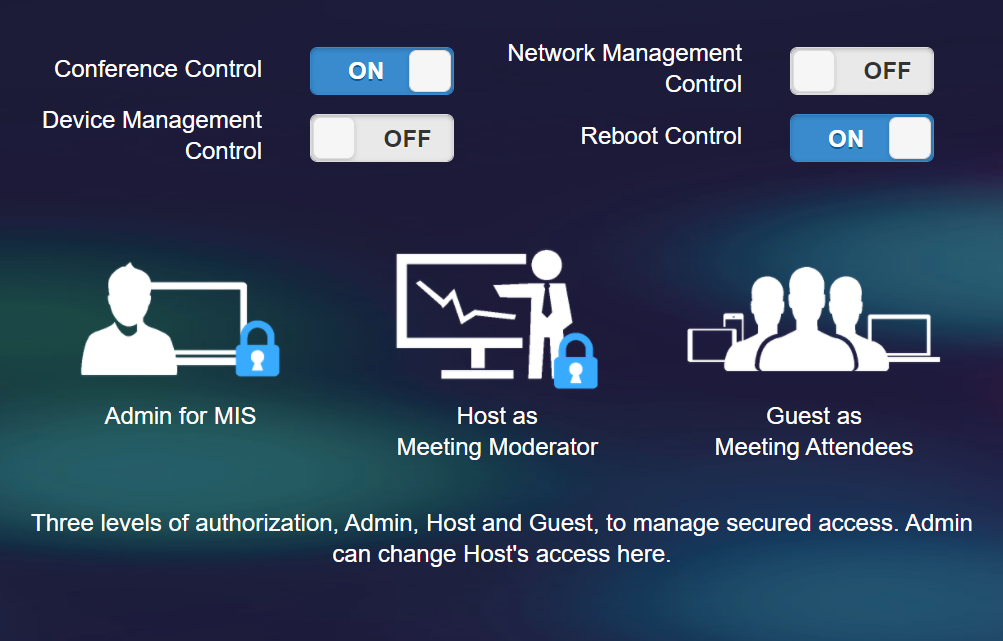 Conference Control
ON
Network Management
Control
OFF
Device Management
Control
OFF
Reboot Control
ON
Admin for MIS
Host as
Meeting Moderator
Guest as
Meeting Attendees
Three levels of authorization, Admin, Host and Guest, to manage secured access. Admin
can change Host's access here.